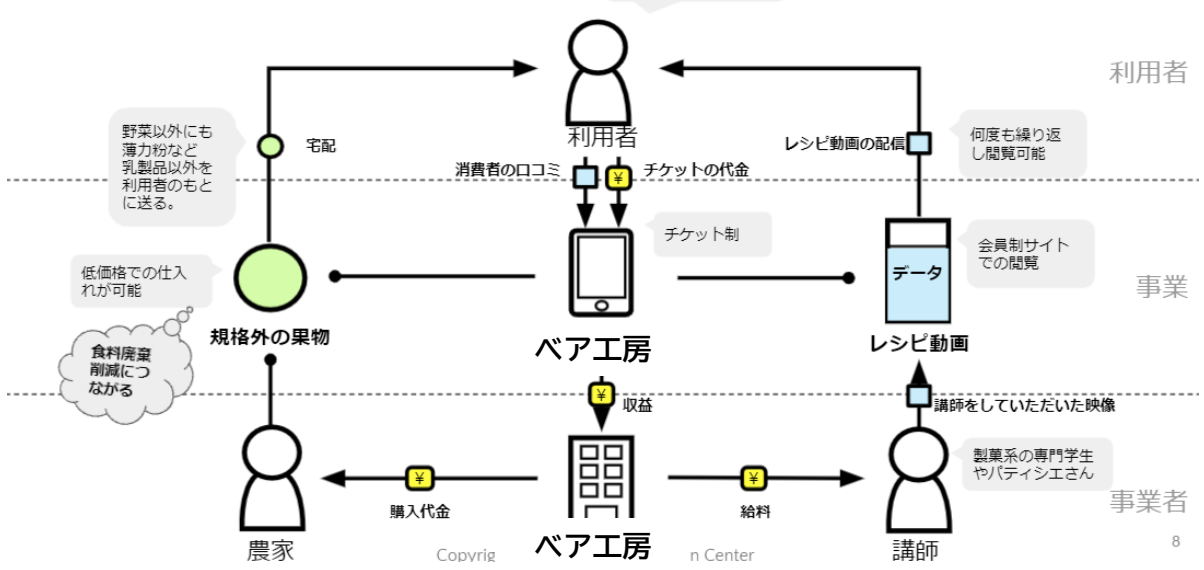 利用者
利用者
野菜以外にも
薄力粉など
乳製品以外を
利用者のもと
に送る。
宅配
レシピ動画の配信
何度も繰り返
し閲覧可能
消費者の口コミ
¥
チケットの代金
チケット制
低価格での仕入
れが可能
データ
会員制サイト
での閲覧
事業
規格外の果物
ベア工房
レシピ動画
食料廃棄
削減につ
ながる
¥
収益
講師をしていただいた映像
製菓系の専門学生
やパティシエさん
¥
購入代金
¥
給料
事業者
農家
Copyrig
ベア工房
n Center
講師
8